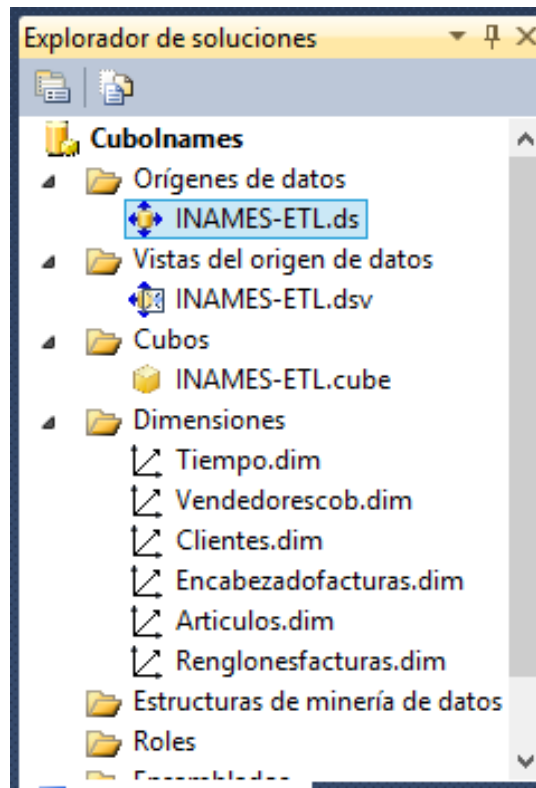 Explorador de soluciones
CuboInames
Orígenes de datos
INAMES-ETL.ds
Vistas del origen de datos
INAMES-ETL.dsv
Cubos
INAMES-ETL.cube
Dimensiones
Tiempo.dim
Vendedorescob.dim
Clientes.dim
Encabezadofacturas.dim
Articulos.dim
Renglonesfacturas.dim
Estructuras de minería de datos
Roles